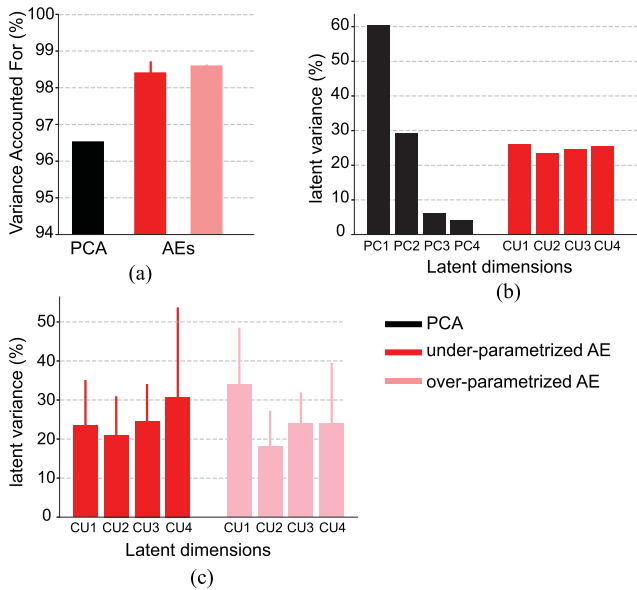 Variance Accounted For (%)
100
99
98
97
96
95
94
PCA AEs
(a)
latent variance (%)
60
50
40
30
20
10
0
PC1 PC2 PC3 PC4 CU1 CU2 CU3 CU4
Latent dimensions
(b)
latent variance (%)
50
40
30
20
10
0
CU1 CU2 CU3 CU4 CU1 CU2 CU3 CU4
Latent dimensions
(c)
PCA
under-parametrized AE
over-parametrized AE